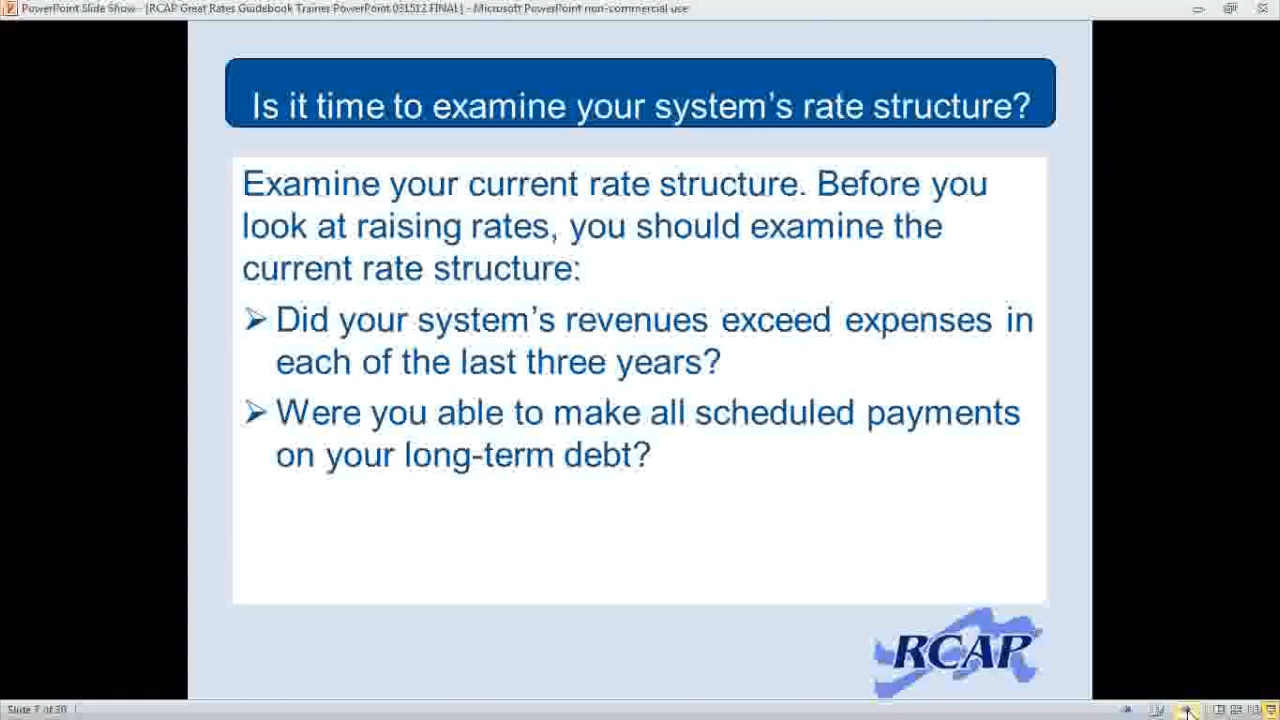 PowerPoint Slide Show - [RCAP Great Rates Guidebook Trainer PowerPoint 031512 FINAL] - Microsoft PowerPoint non-commercial use
Is it time to examine your system's rate structure?
Examine your current rate structure. Before you
look at raising rates, you should examine the
current rate structure:
➢ Did your system's revenues exceed expenses in
each of the last three years?
➢ Were you able to make all scheduled payments
on your long-term debt?
RCAP
Slide 7 of 30